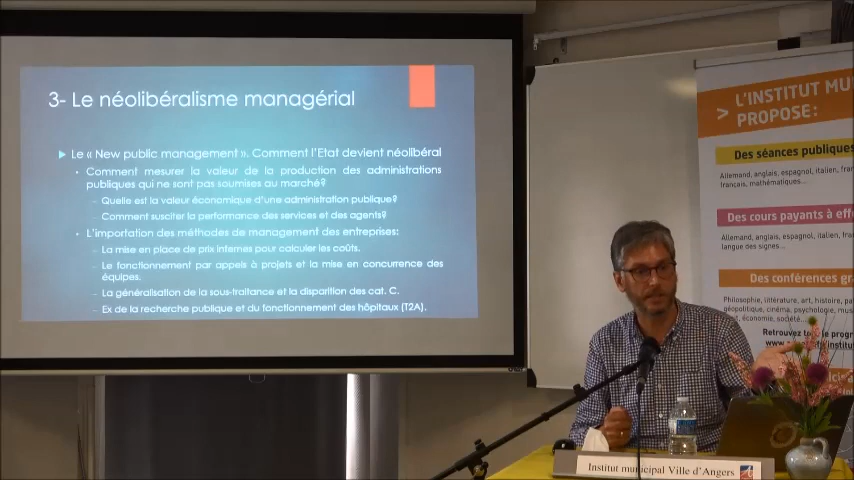 3- Le néolibéralisme managérial
Le « New public management ». Comment l'Etat devient néolibéral
Comment mesurer la valeur de la production des administrations
publiques qui ne sont pas soumises au marché?
Quelle est la valeur économique d'une administration publique?
Comment susciter la performance des services et des agents?
L'importation des méthodes de management des entreprises:
La mise en place de prix internes pour calculer les coûts.
Le fonctionnement par appels à projets et la mise en concurrence des
équipes.
La généralisation de la sous-traitance et la disparition des cat. C.
Ex de la recherche publique et du fonctionnement des hôpitaux (T2A).
> L'INSTITUT MU
PROPOSE :
Des séances publiques
Allemand, anglais, espagnol, italien,
français, mathématiques...
Des cours payants à eff
Allemand, anglais, espagnol, italien,
langue des signes...
Des conférences gra
Philosophie, littérature, art, histoire,
géopolitique, cinéma, psychologie,
économie, société...
Retrouvez
Institut municipal Ville d'Angers